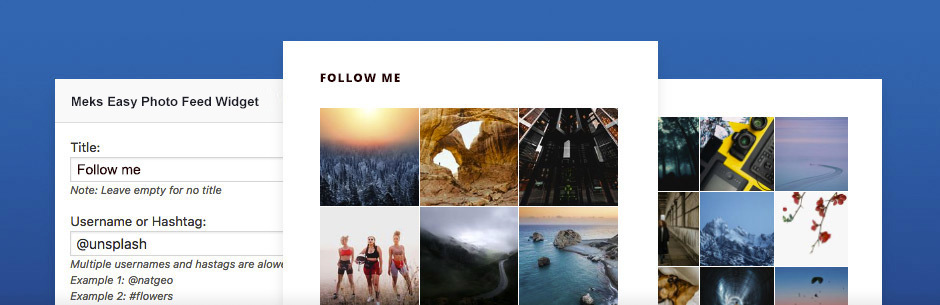 FOLLOW ME
Meks Easy Photo Feed Widget
Title:
Follow me
Note: Leave empty for no title
Username or Hashtag:
@unsplash
Multiple usernames and hastags are alowe
Example 1: @natgeo
Example 2: #flowers